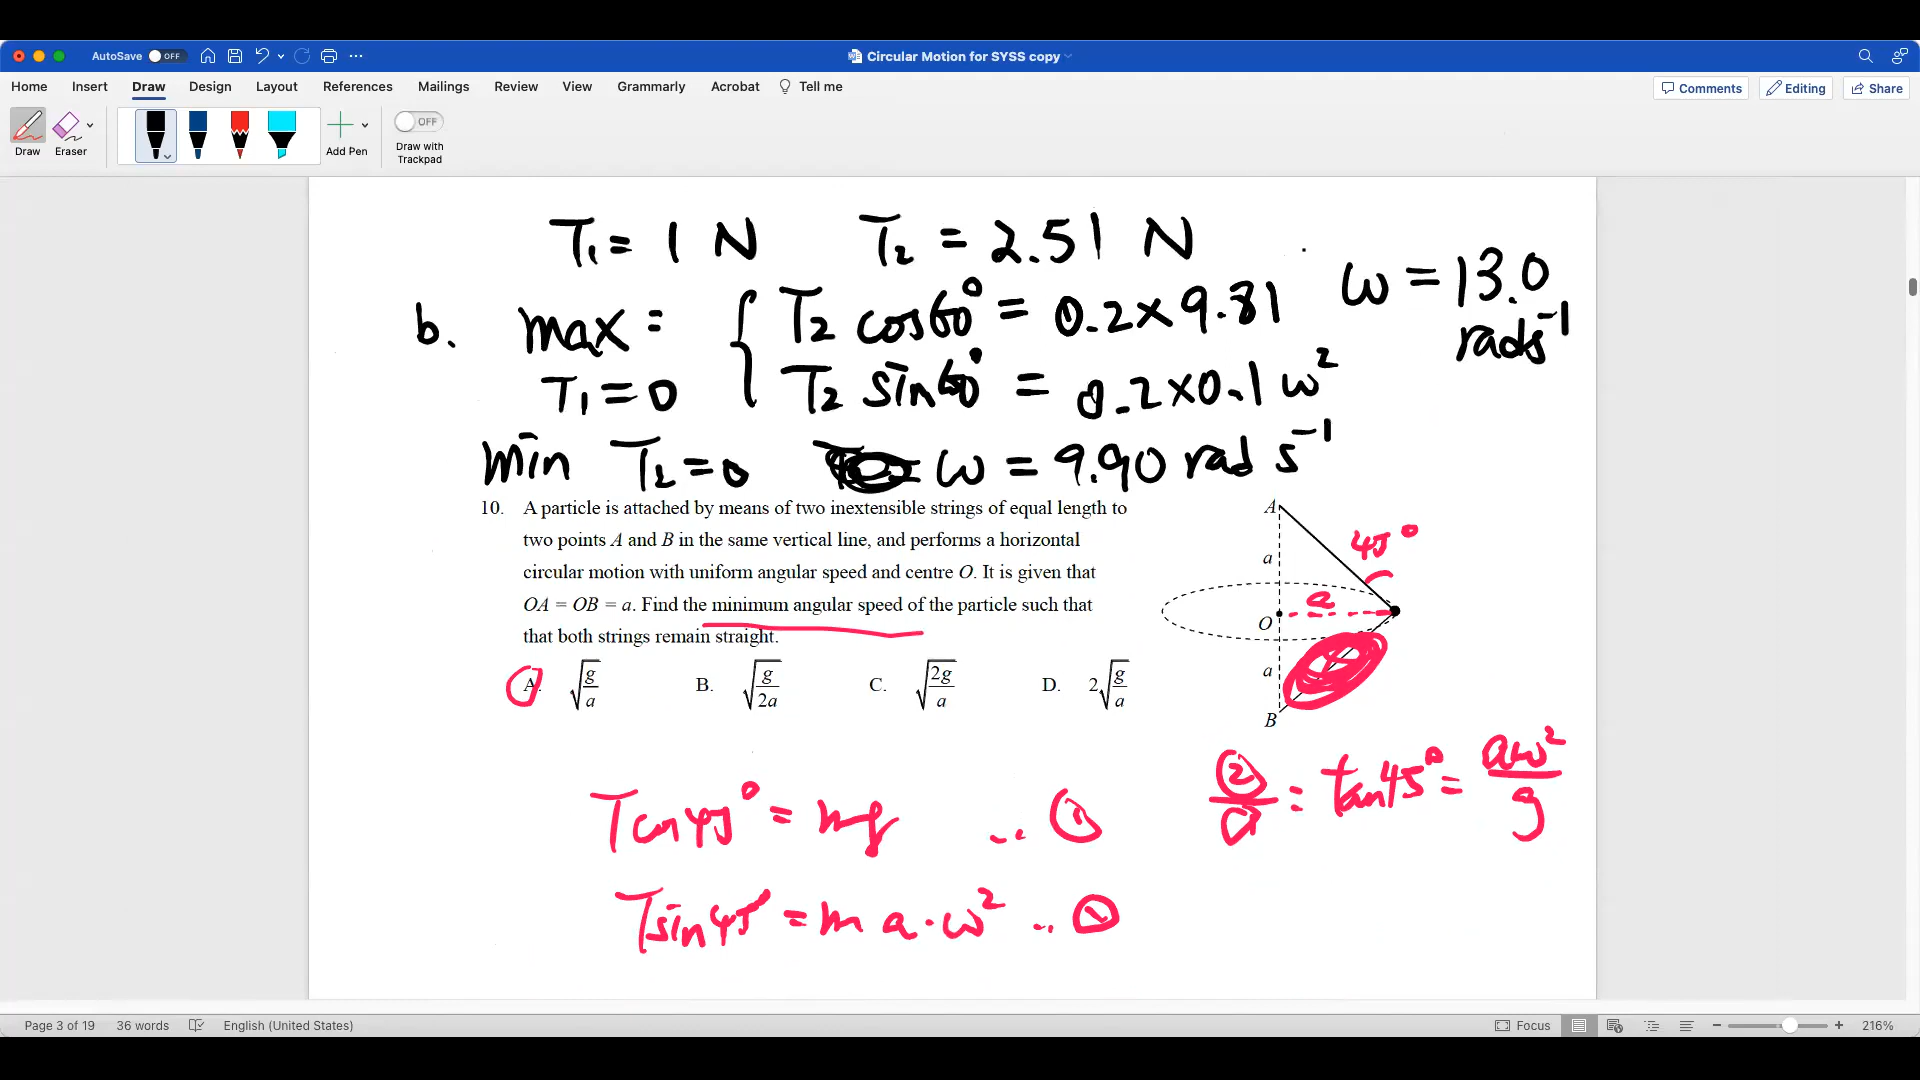 AutoSave OFF
Circular Motion for SYSS copy
Home Insert Draw Design Layout References Mailings Review View Grammarly Acrobat Tell me
Comments Editing Share
Draw Eraser Add Pen OFF Draw with Trackpad
T₁ = 1 N T₂ = 2.51 N
ω = 13.0 rads⁻¹
b. max = { T₂ cos60° = 0.2×9.81
T₁ = 0 T₂ sin60° = 0.2×0.1 ω²
min T₂ = 0 ω = 9.90 rad s⁻¹
10. A particle is attached by means of two inextensible strings of equal length to
two points A and B in the same vertical line, and performs a horizontal
circular motion with uniform angular speed and centre O. It is given that
OA = OB = a. Find the minimum angular speed of the particle such that
that both strings remain straight.
A. √(g/a) B. √(g/2a) C. √(2g/a) D. 2√(g/a)
A
45°
a
a
O
a
B
②/① = tan45° = aω²/g
Tcos45° = mg ... ①
Tsin45° = m a·ω² .. ②
Page 3 of 19 36 words English (United States) Focus 216%